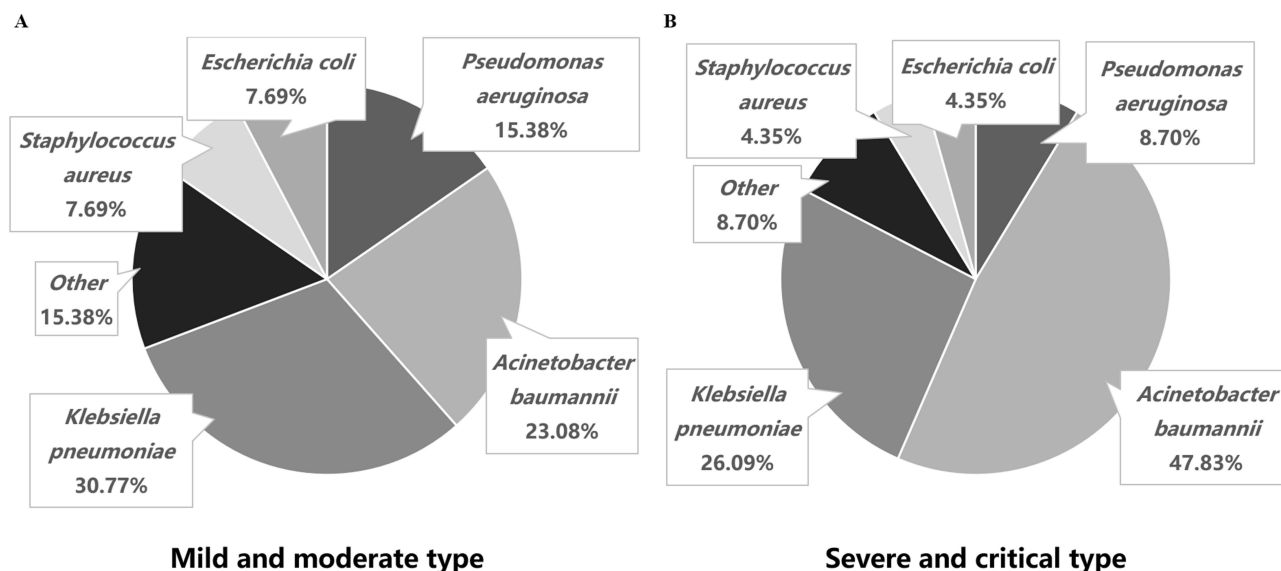 A
Escherichia coli
7.69%
Pseudomonas
aeruginosa
15.38%
Staphylococcus
aureus
7.69%
Other
15.38%
Acinetobacter
baumannii
23.08%
Klebsiella
pneumoniae
30.77%
Mild and moderate type
B
Staphylococcus
aureus
4.35%
Escherichia coli
4.35%
Pseudomonas
aeruginosa
8.70%
Other
8.70%
Klebsiella
pneumoniae
26.09%
Acinetobacter
baumannii
47.83%
Severe and critical type